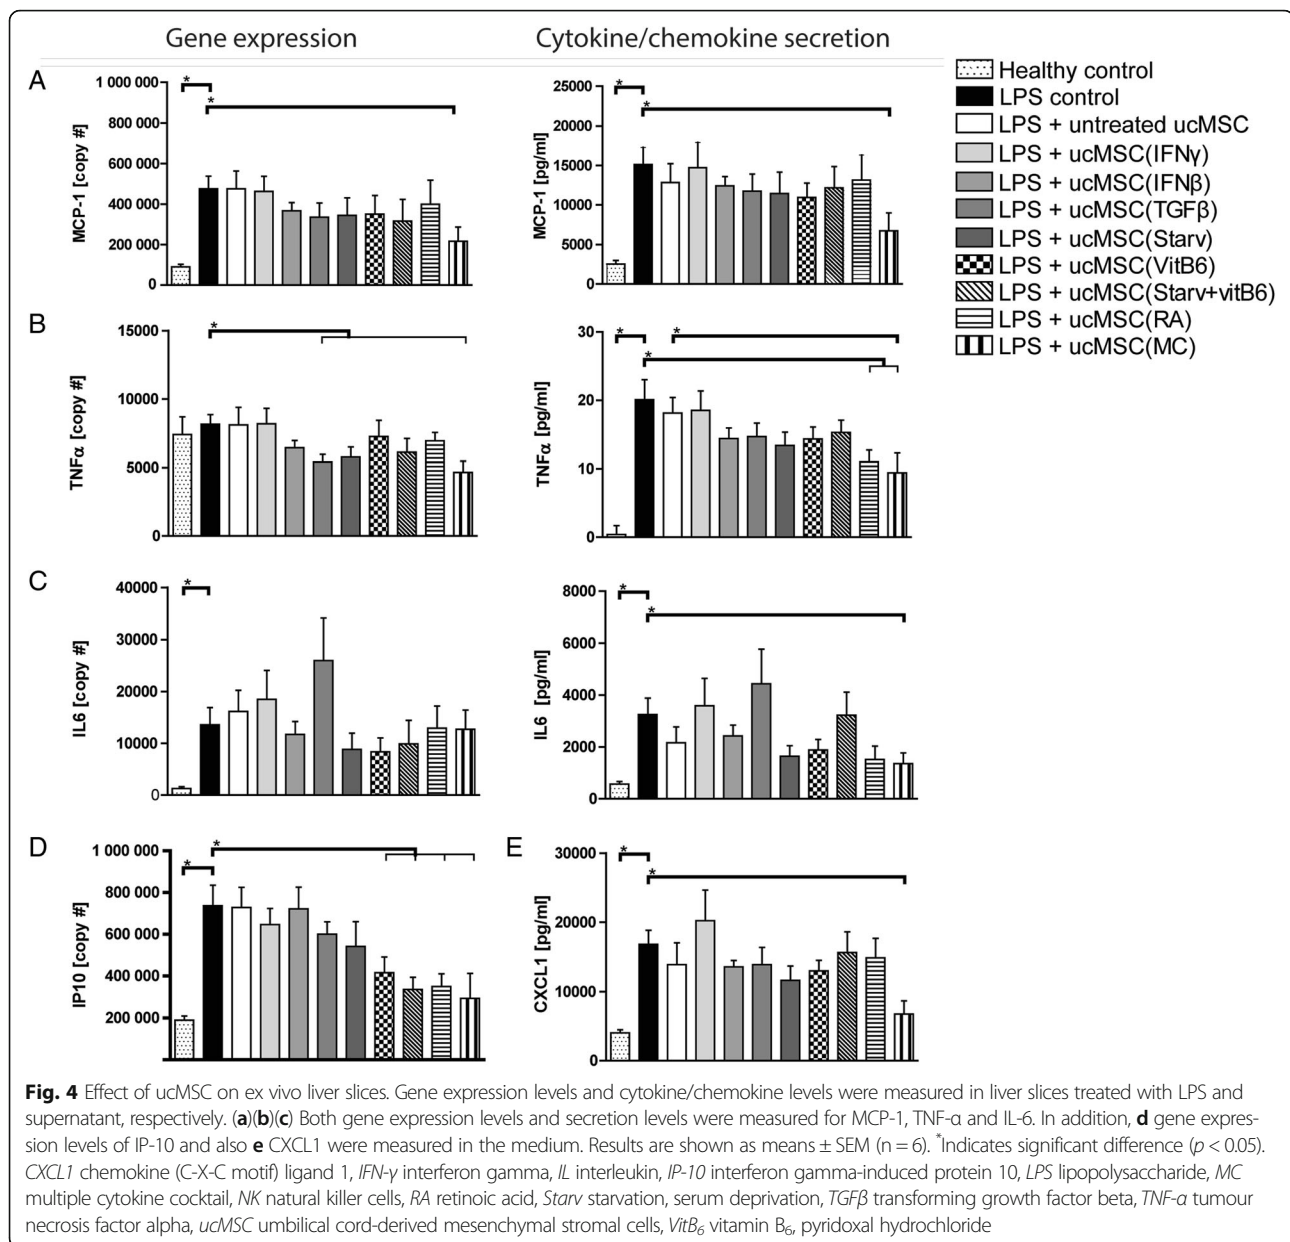 Gene expression
Cytokine/chemokine secretion
Healthy control
LPS control
LPS + untreated ucMSC
LPS + ucMSC(IFNγ)
LPS + ucMSC(IFNβ)
LPS + ucMSC(TGFβ)
LPS + ucMSC(Starv)
LPS + ucMSC(VitB6)
LPS + ucMSC(Starv+vitB6)
LPS + ucMSC(RA)
LPS + ucMSC(MC)
A
MCP-1 [copy #]
1 000 000
800 000
600 000
400 000
200 000
0
*
*
MCP-1 [pg/ml]
25000
20000
15000
10000
5000
0
*
*
B
TNFα [copy #]
15000
10000
5000
0
*
TNFα [pg/ml]
30
20
10
0
*
*
*
C
IL6 [copy #]
40000
30000
20000
10000
0
*
IL6 [pg/ml]
8000
6000
4000
2000
0
*
*
D
IP10 [copy #]
1 000 000
800 000
600 000
400 000
200 000
*
*
E
CXCL1 [pg/ml]
30000
20000
10000
0
*
*
Fig. 4 Effect of ucMSC on ex vivo liver slices. Gene expression levels and cytokine/chemokine levels were measured in liver slices treated with LPS and
supernatant, respectively. (a)(b)(c) Both gene expression levels and secretion levels were measured for MCP-1, TNF-α and IL-6. In addition, d gene expres-
sion levels of IP-10 and also e CXCL1 were measured in the medium. Results are shown as means ± SEM (n = 6). *Indicates significant difference (p < 0.05).
CXCL1 chemokine (C-X-C motif) ligand 1, IFN-γ interferon gamma, IL interleukin, IP-10 interferon gamma-induced protein 10, LPS lipopolysaccharide, MC
multiple cytokine cocktail, NK natural killer cells, RA retinoic acid, Starv starvation, serum deprivation, TGFβ transforming growth factor beta, TNF-α tumour
necrosis factor alpha, ucMSC umbilical cord-derived mesenchymal stromal cells, VitB6 vitamin B6, pyridoxal hydrochloride